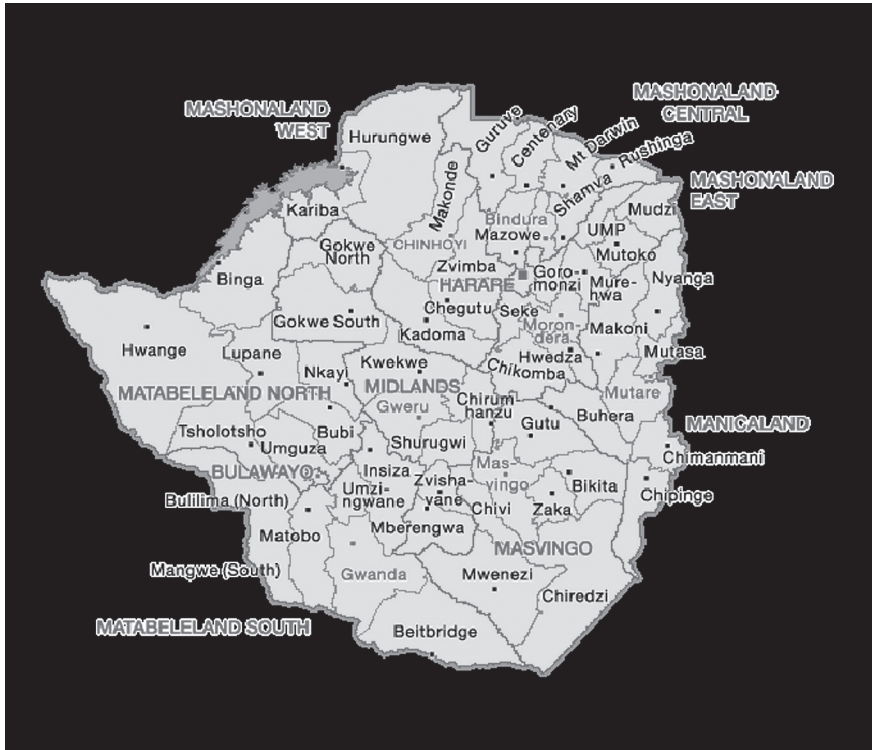 MASHONALAND
WEST
MASHONALAND
CENTRAL
Hurungwe
Guruve
Centenary
Mt Darwin
Rushinga
MASHONALAND
EAST
Makonde
Shamva
Mudzi
Kariba
Bindura
Mazowe
UMP
CHINHOYI
Gokwe
North
Mutoko
Zvimba
Goro
monzi
Binga
HARARE
Mure-
hwa
Nyanga
Chegutu
Seke
Gokwe South
Kadoma
Moron-
dera
Makoni
Hwange
Lupane
Hwedza
Mutasa
Nkayi
Kwekwe
Chikomba
MATABELELAND NORTH
MIDLANDS
Mutare
Gweru
Chirum
hanzu
Buhera
Gutu
MANICALAND
Tsholotsho
Bubi
Umguza
Shurugwi
Chimanmani
BULAWAYO
Insiza
Mas-
vingo
Zvisha-
vane
Bikita
Umzi
ngwane
Chipinge
Bulilima (North)
Chivi
Zaka
Matobo
Mberengwa
MASVINGO
Mangwe (South)
Gwanda
Mwenezi
Chiredzi
MATABELELAND SOUTH
Beitbridge